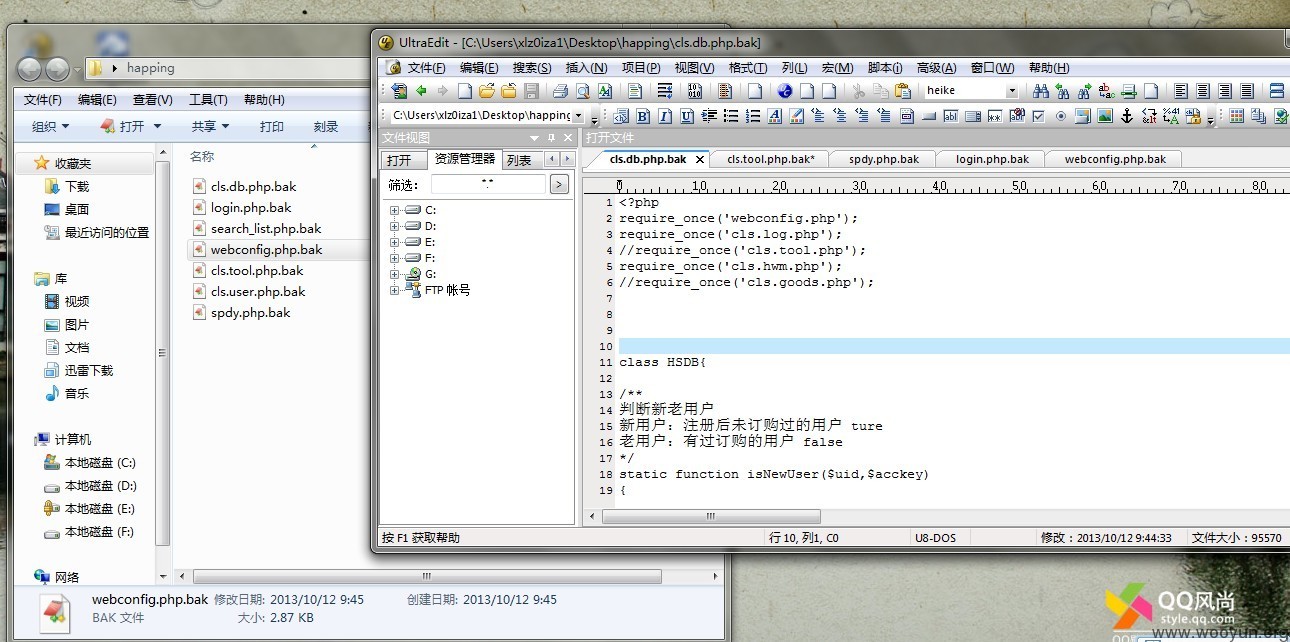 happing
文件(F) 编辑(E) 查看(V) 工具(T) 帮助(H)
组织 打开 共享 打印 刻录
收藏夹
下载
桌面
最近访问的位置
库
视频
图片
文档
迅雷下载
音乐
计算机
本地磁盘 (C:)
本地磁盘 (D:)
本地磁盘 (E:)
本地磁盘 (F:)
网络
名称
cls.db.php.bak
login.php.bak
search_list.php.bak
webconfig.php.bak
cls.tool.php.bak
cls.user.php.bak
spdy.php.bak
webconfig.php.bak 修改日期: 2013/10/12 9:45 创建日期: 2013/10/12 9:45
BAK 文件 大小: 2.87 KB
UltraEdit - [C:\Users\xlz0iza1\Desktop\happing\cls.db.php.bak]
文件(F) 编辑(E) 搜索(S) 插入(N) 项目(P) 视图(V) 格式(T) 列(L) 宏(M) 脚本(i) 高级(A) 窗口(W) 帮助(H)
heike
C:\Users\xlz0iza1\Desktop\happing
文件视图
打开 资源管理器 列表
筛选: *.*
C:
D:
E:
F:
G:
FTP 帐号
打开文件
cls.db.php.bak cls.tool.php.bak* spdy.php.bak login.php.bak webconfig.php.bak
0 10 20 30 40 50 60 70 80
1 <?php
2 require_once('webconfig.php');
3 require_once('cls.log.php');
4 //require_once('cls.tool.php');
5 require_once('cls.hwm.php');
6 //require_once('cls.goods.php');
7
8
9
10
11 class HSDB{
12
13 /**
14 判断新老用户
15 新用户：注册后未订购过的用户 ture
16 老用户：有过订购的用户 false
17 */
18 static function isNewUser($uid,$acckey)
19 {
按 F1 获取帮助 行 10, 列1, C0 U8-DOS 修改：2013/10/12 9:44:33 文件大小：95570
QQ风尚
style.qq.com
www.wooyun.org